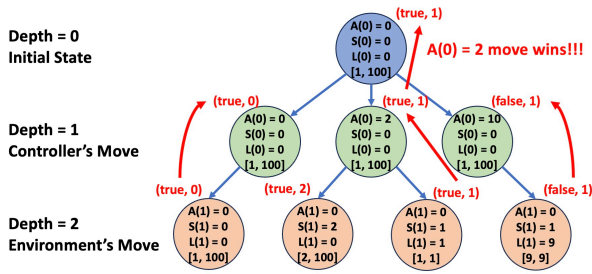 Depth = 0
Initial State
A(0) = 0
S(0) = 0
L(0) = 0
[1, 100]
(true, 1)
A(0) = 2 move wins!!!
Depth = 1
Controller's Move
(true, 0)
A(0) = 0
S(0) = 0
L(0) = 0
[1, 100]
(true, 1)
A(0) = 2
S(0) = 0
L(0) = 0
[1, 100]
(false, 1)
A(0) = 10
S(0) = 0
L(0) = 0
[1, 100]
Depth = 2
Environment's Move
(true, 0)
A(1) = 0
S(1) = 0
L(1) = 0
[1, 100]
(true, 2)
A(1) = 0
S(1) = 2
L(1) = 0
[2, 100]
(true, 1)
A(1) = 0
S(1) = 1
L(1) = 1
[1, 1]
(false, 1)
A(1) = 0
S(1) = 1
L(1) = 9
[9, 9]